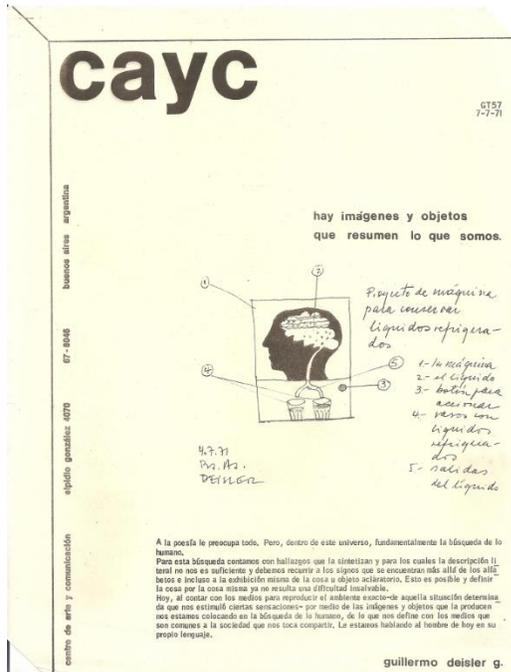 cayc
GT57
7-7-71
centro de arte y comunicación elpidio gonzález 4070 67-8046 buenos aires argentina
hay imágenes y objetos
que resumen lo que somos.
1
2
Proyecto de máquina
para conservar
líquidos refrigera-
dos
4
5
3
1- la máquina
2- el líquido
3- botón para
accionar
4- vasos con
líquidos
refrigera-
dos
5- salidas
del líquido
4.7.71
Bs. As.
DEISLER
A la poesía le preocupa todo. Pero, dentro de este universo, fundamentalmente la búsqueda de lo
humano.
Para esta búsqueda contamos con hallazgos que la sintetizan y para los cuales la descripción li
teral no nos es suficiente y debemos recurrir a los signos que se encuentran más allá de los alfa
betos e incluso a la exhibición misma de la cosa u objeto aclaratorio. Esto es posible y definir
la cosa por la cosa misma ya no resulta una dificultad insalvable.
Hoy, al contar con los medios para reproducir el ambiente exacto-de aquella situación determina
da que nos estimuló ciertas sensaciones- por medio de las imágenes y objetos que la producen
nos estamos colocando en la búsqueda de lo humano, de lo que nos define con los medios que
son comunes a la sociedad que nos toca compartir. Le estamos hablando al hombre de hoy en su
propio lenguaje.
guillermo deisler g.